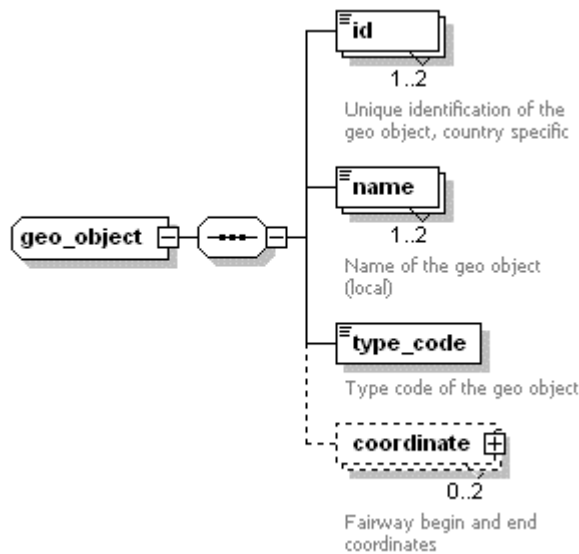 id
1..2
Unique identification of the
geo object, country specific
name
1..2
Name of the geo object
(local)
geo_object
type_code
Type code of the geo object
coordinate
0..2
Fairway begin and end
coordinates